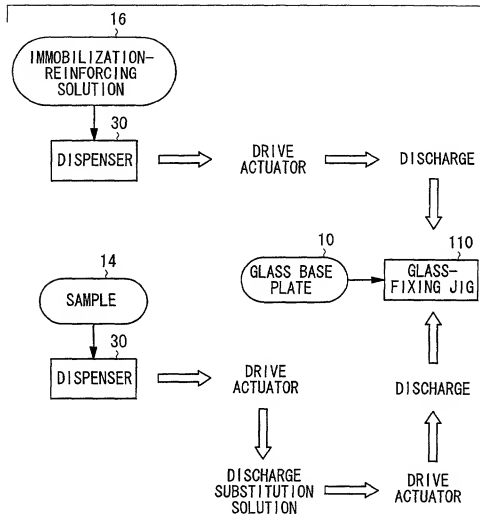 16
IMMOBILIZATION-
REINFORCING
SOLUTION
30
DISPENSER
DRIVE
ACTUATOR
DISCHARGE
10
GLASS BASE
PLATE
110
GLASS-
FIXING JIG
14
SAMPLE
30
DISPENSER
DRIVE
ACTUATOR
DISCHARGE
DISCHARGE
SUBSTITUTION
SOLUTION
DRIVE
ACTUATOR